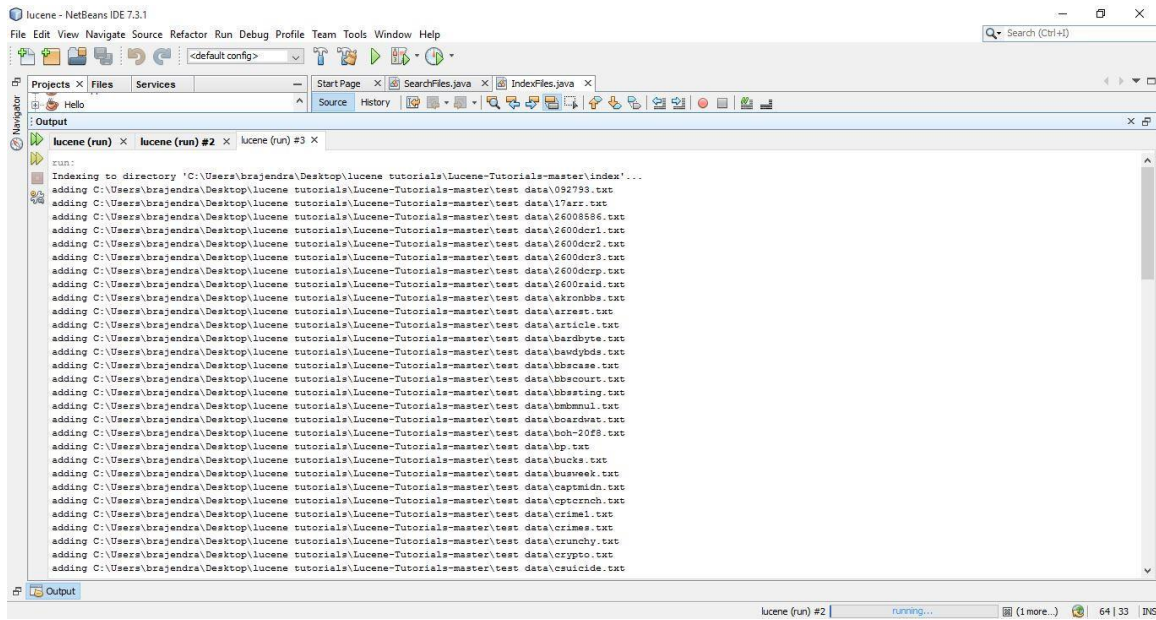 lucene - NetBeans IDE 7.3.1
File Edit View Navigate Source Refactor Run Debug Profile Team Tools Window Help
Search (Ctrl+I)
<default config>
Projects Files Services
Start Page SearchFiles.java IndexFiles.java
Hello
Source History
Navigator
Output
lucene (run) lucene (run) #2 lucene (run) #3
run:
Indexing to directory 'C:\Users\brajendra\Desktop\lucene tutorials\Lucene-Tutorials-master\index'...
adding C:\Users\brajendra\Desktop\lucene tutorials\Lucene-Tutorials-master\test data\092793.txt
adding C:\Users\brajendra\Desktop\lucene tutorials\Lucene-Tutorials-master\test data\17arr.txt
adding C:\Users\brajendra\Desktop\lucene tutorials\Lucene-Tutorials-master\test data\26008586.txt
adding C:\Users\brajendra\Desktop\lucene tutorials\Lucene-Tutorials-master\test data\2600dcr1.txt
adding C:\Users\brajendra\Desktop\lucene tutorials\Lucene-Tutorials-master\test data\2600dcr2.txt
adding C:\Users\brajendra\Desktop\lucene tutorials\Lucene-Tutorials-master\test data\2600dcr3.txt
adding C:\Users\brajendra\Desktop\lucene tutorials\Lucene-Tutorials-master\test data\2600dcrp.txt
adding C:\Users\brajendra\Desktop\lucene tutorials\Lucene-Tutorials-master\test data\2600raid.txt
adding C:\Users\brajendra\Desktop\lucene tutorials\Lucene-Tutorials-master\test data\akronbbs.txt
adding C:\Users\brajendra\Desktop\lucene tutorials\Lucene-Tutorials-master\test data\arrest.txt
adding C:\Users\brajendra\Desktop\lucene tutorials\Lucene-Tutorials-master\test data\article.txt
adding C:\Users\brajendra\Desktop\lucene tutorials\Lucene-Tutorials-master\test data\bardbyte.txt
adding C:\Users\brajendra\Desktop\lucene tutorials\Lucene-Tutorials-master\test data\bawdybds.txt
adding C:\Users\brajendra\Desktop\lucene tutorials\Lucene-Tutorials-master\test data\bbscase.txt
adding C:\Users\brajendra\Desktop\lucene tutorials\Lucene-Tutorials-master\test data\bbscourt.txt
adding C:\Users\brajendra\Desktop\lucene tutorials\Lucene-Tutorials-master\test data\bbssting.txt
adding C:\Users\brajendra\Desktop\lucene tutorials\Lucene-Tutorials-master\test data\bmbmnul.txt
adding C:\Users\brajendra\Desktop\lucene tutorials\Lucene-Tutorials-master\test data\boardwat.txt
adding C:\Users\brajendra\Desktop\lucene tutorials\Lucene-Tutorials-master\test data\boh-20f8.txt
adding C:\Users\brajendra\Desktop\lucene tutorials\Lucene-Tutorials-master\test data\bp.txt
adding C:\Users\brajendra\Desktop\lucene tutorials\Lucene-Tutorials-master\test data\bucks.txt
adding C:\Users\brajendra\Desktop\lucene tutorials\Lucene-Tutorials-master\test data\busweek.txt
adding C:\Users\brajendra\Desktop\lucene tutorials\Lucene-Tutorials-master\test data\captmidn.txt
adding C:\Users\brajendra\Desktop\lucene tutorials\Lucene-Tutorials-master\test data\cptcrnch.txt
adding C:\Users\brajendra\Desktop\lucene tutorials\Lucene-Tutorials-master\test data\crime1.txt
adding C:\Users\brajendra\Desktop\lucene tutorials\Lucene-Tutorials-master\test data\crimes.txt
adding C:\Users\brajendra\Desktop\lucene tutorials\Lucene-Tutorials-master\test data\crunchy.txt
adding C:\Users\brajendra\Desktop\lucene tutorials\Lucene-Tutorials-master\test data\crypto.txt
adding C:\Users\brajendra\Desktop\lucene tutorials\Lucene-Tutorials-master\test data\csuicide.txt
Output
lucene (run) #2 running... (1 more...) 64 | 33 INS